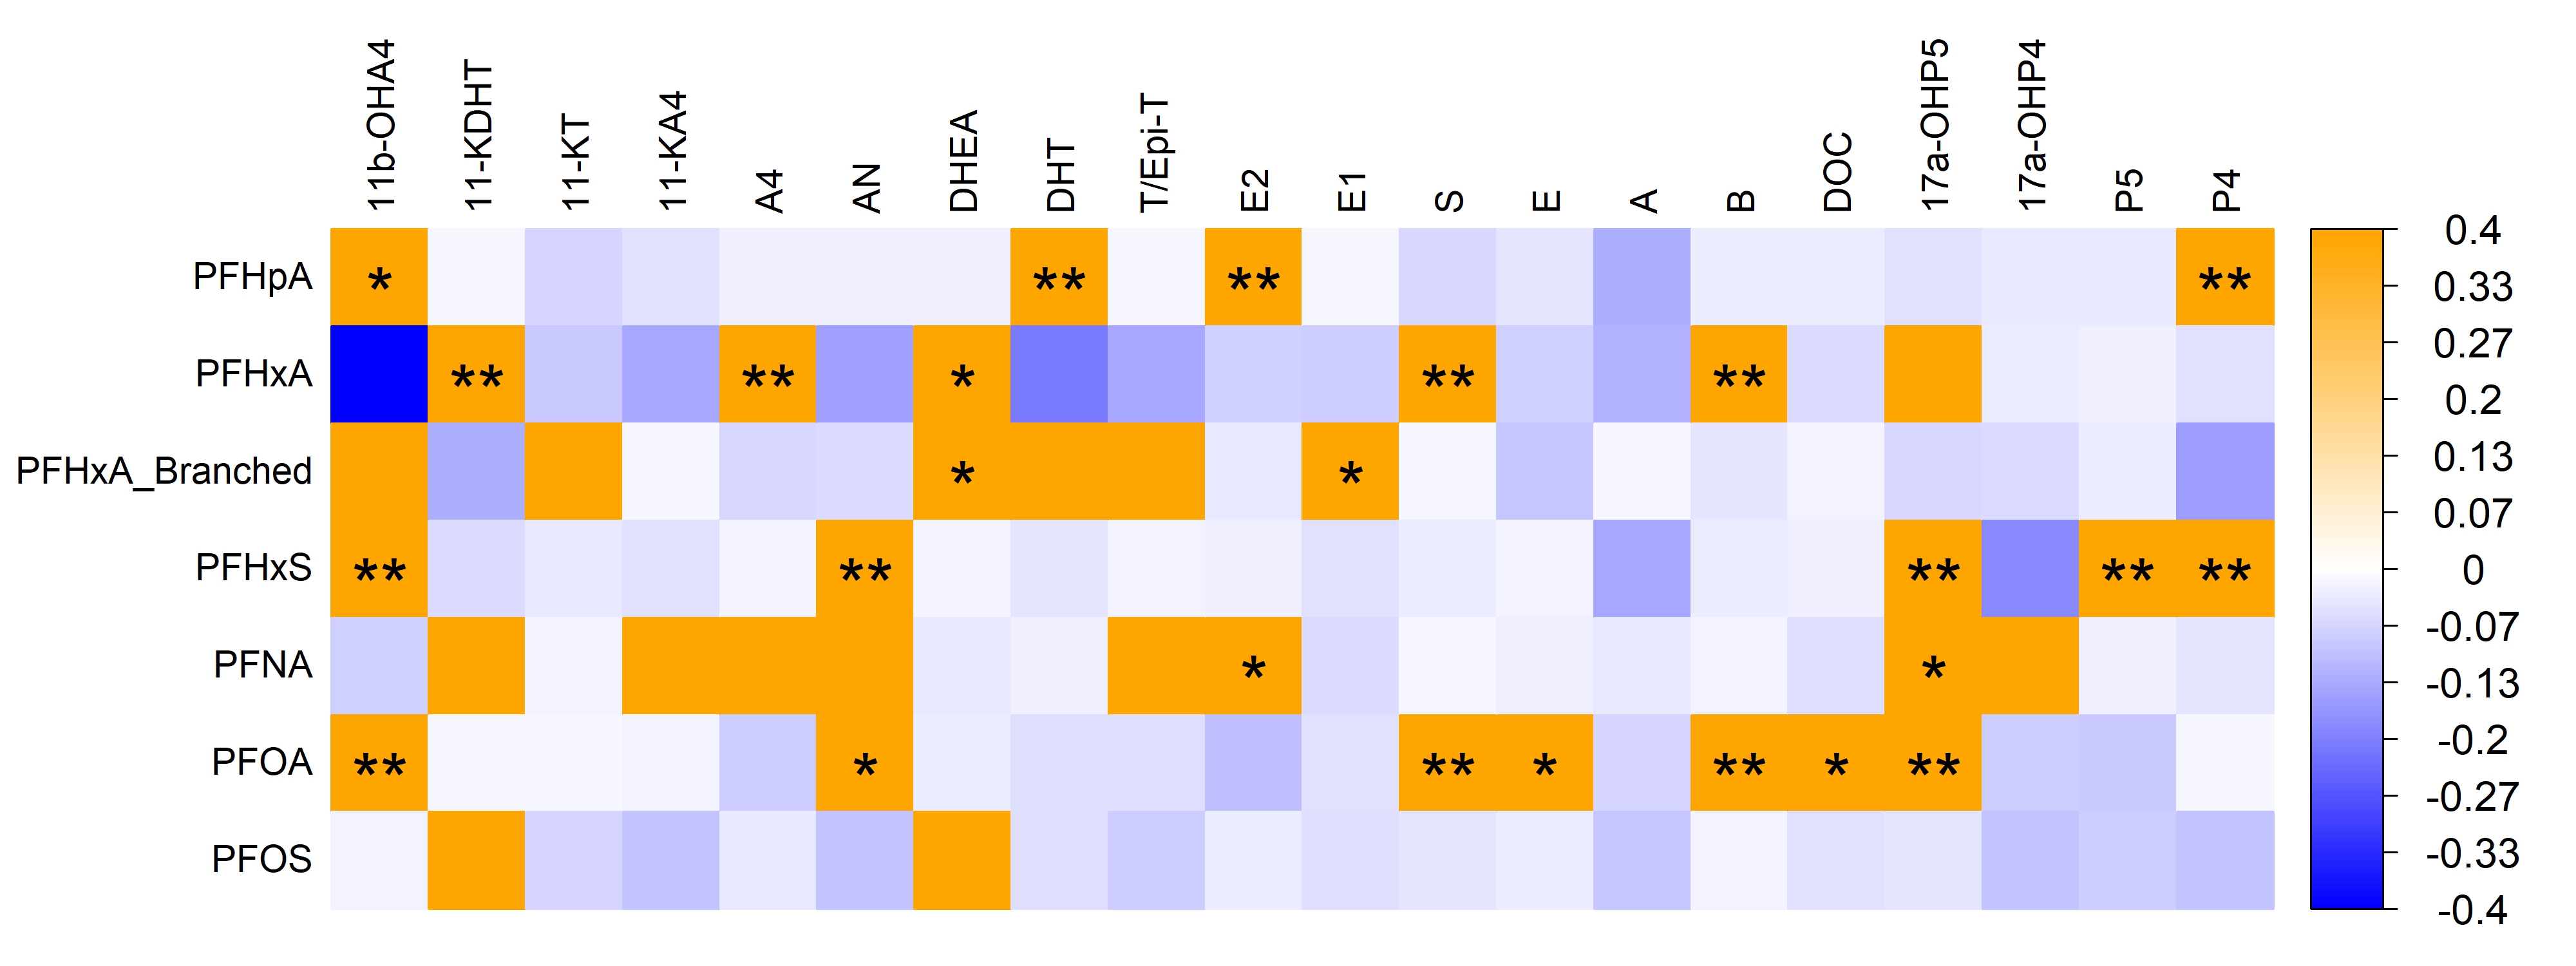 11b-OHA4 11-KDHT 11-KT 11-KA4 A4 AN DHEA DHT T/Epi-T E2 E1 S E A B DOC 17a-OHP5 17a-OHP4 P5 P4
PFHpA * ** ** **
PFHxA ** ** * ** **
PFHxA_Branched * *
PFHxS ** ** ** ** **
PFNA * *
PFOA ** * ** * ** * **
PFOS
0.4
0.33
0.27
0.2
0.13
0.07
0
-0.07
-0.13
-0.2
-0.27
-0.33
-0.4